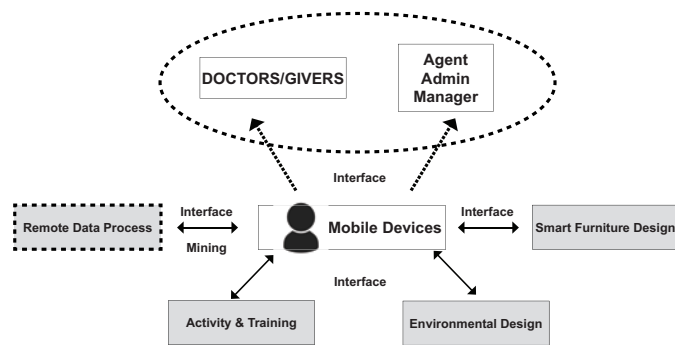 DOCTORS/GIVERS
Agent
Admin
Manager
Interface
Remote Data Process
Interface
Mining
Mobile Devices
Interface
Smart Furniture Design
Interface
Activity & Training
Environmental Design